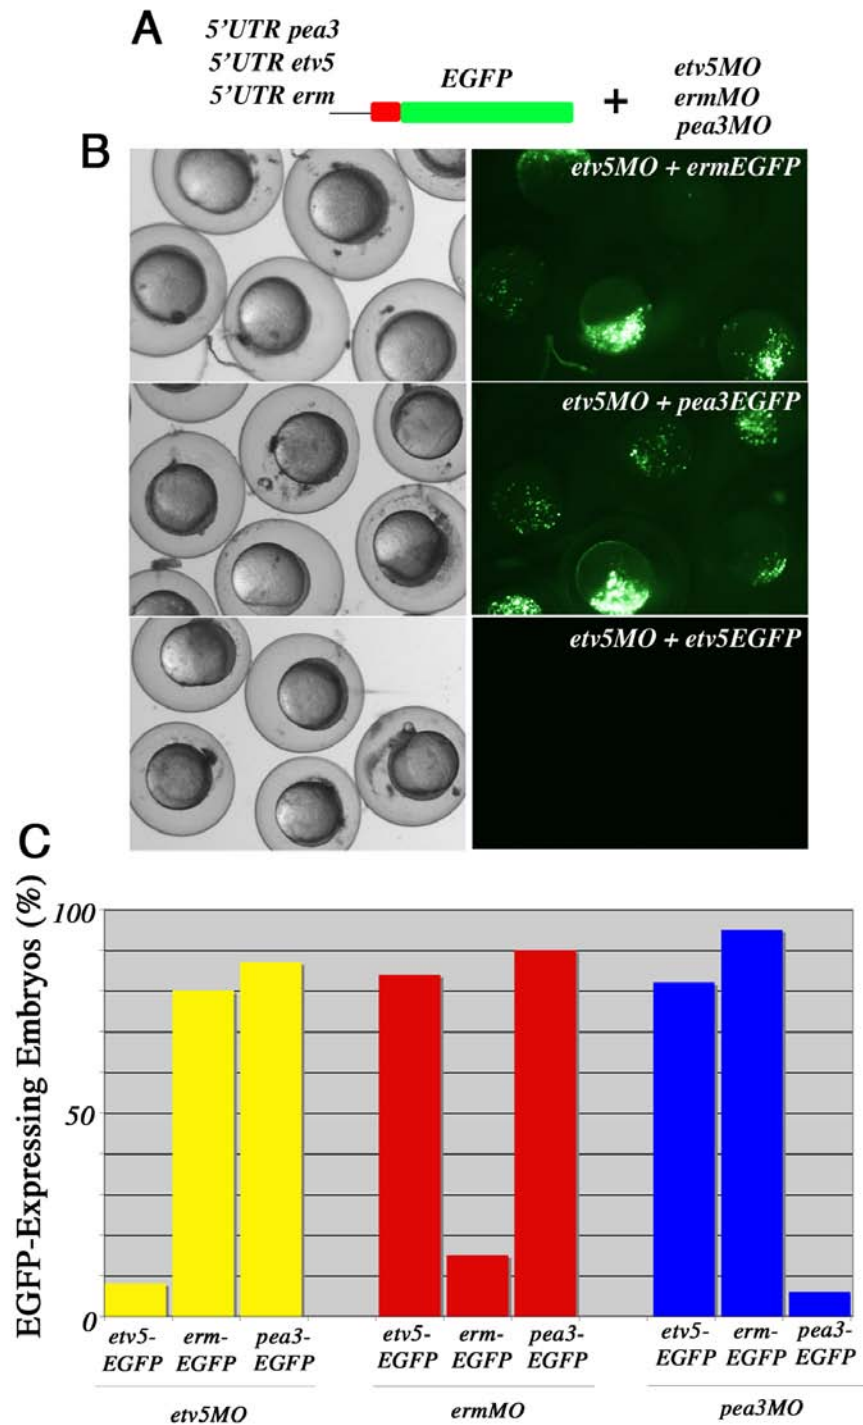 A
5'UTR pea3
5'UTR etv5
5'UTR erm
EGFP
+
etv5MO
ermMO
pea3MO
B
etv5MO + ermEGFP
etv5MO + pea3EGFP
etv5MO + etv5EGFP
C
EGFP-Expressing Embryos (%)
100
50
0
etv5-
EGFP
erm-
EGFP
pea3-
EGFP
etv5-
EGFP
erm-
EGFP
pea3-
EGFP
etv5-
EGFP
erm-
EGFP
pea3-
EGFP
etv5MO
ermMO
pea3MO